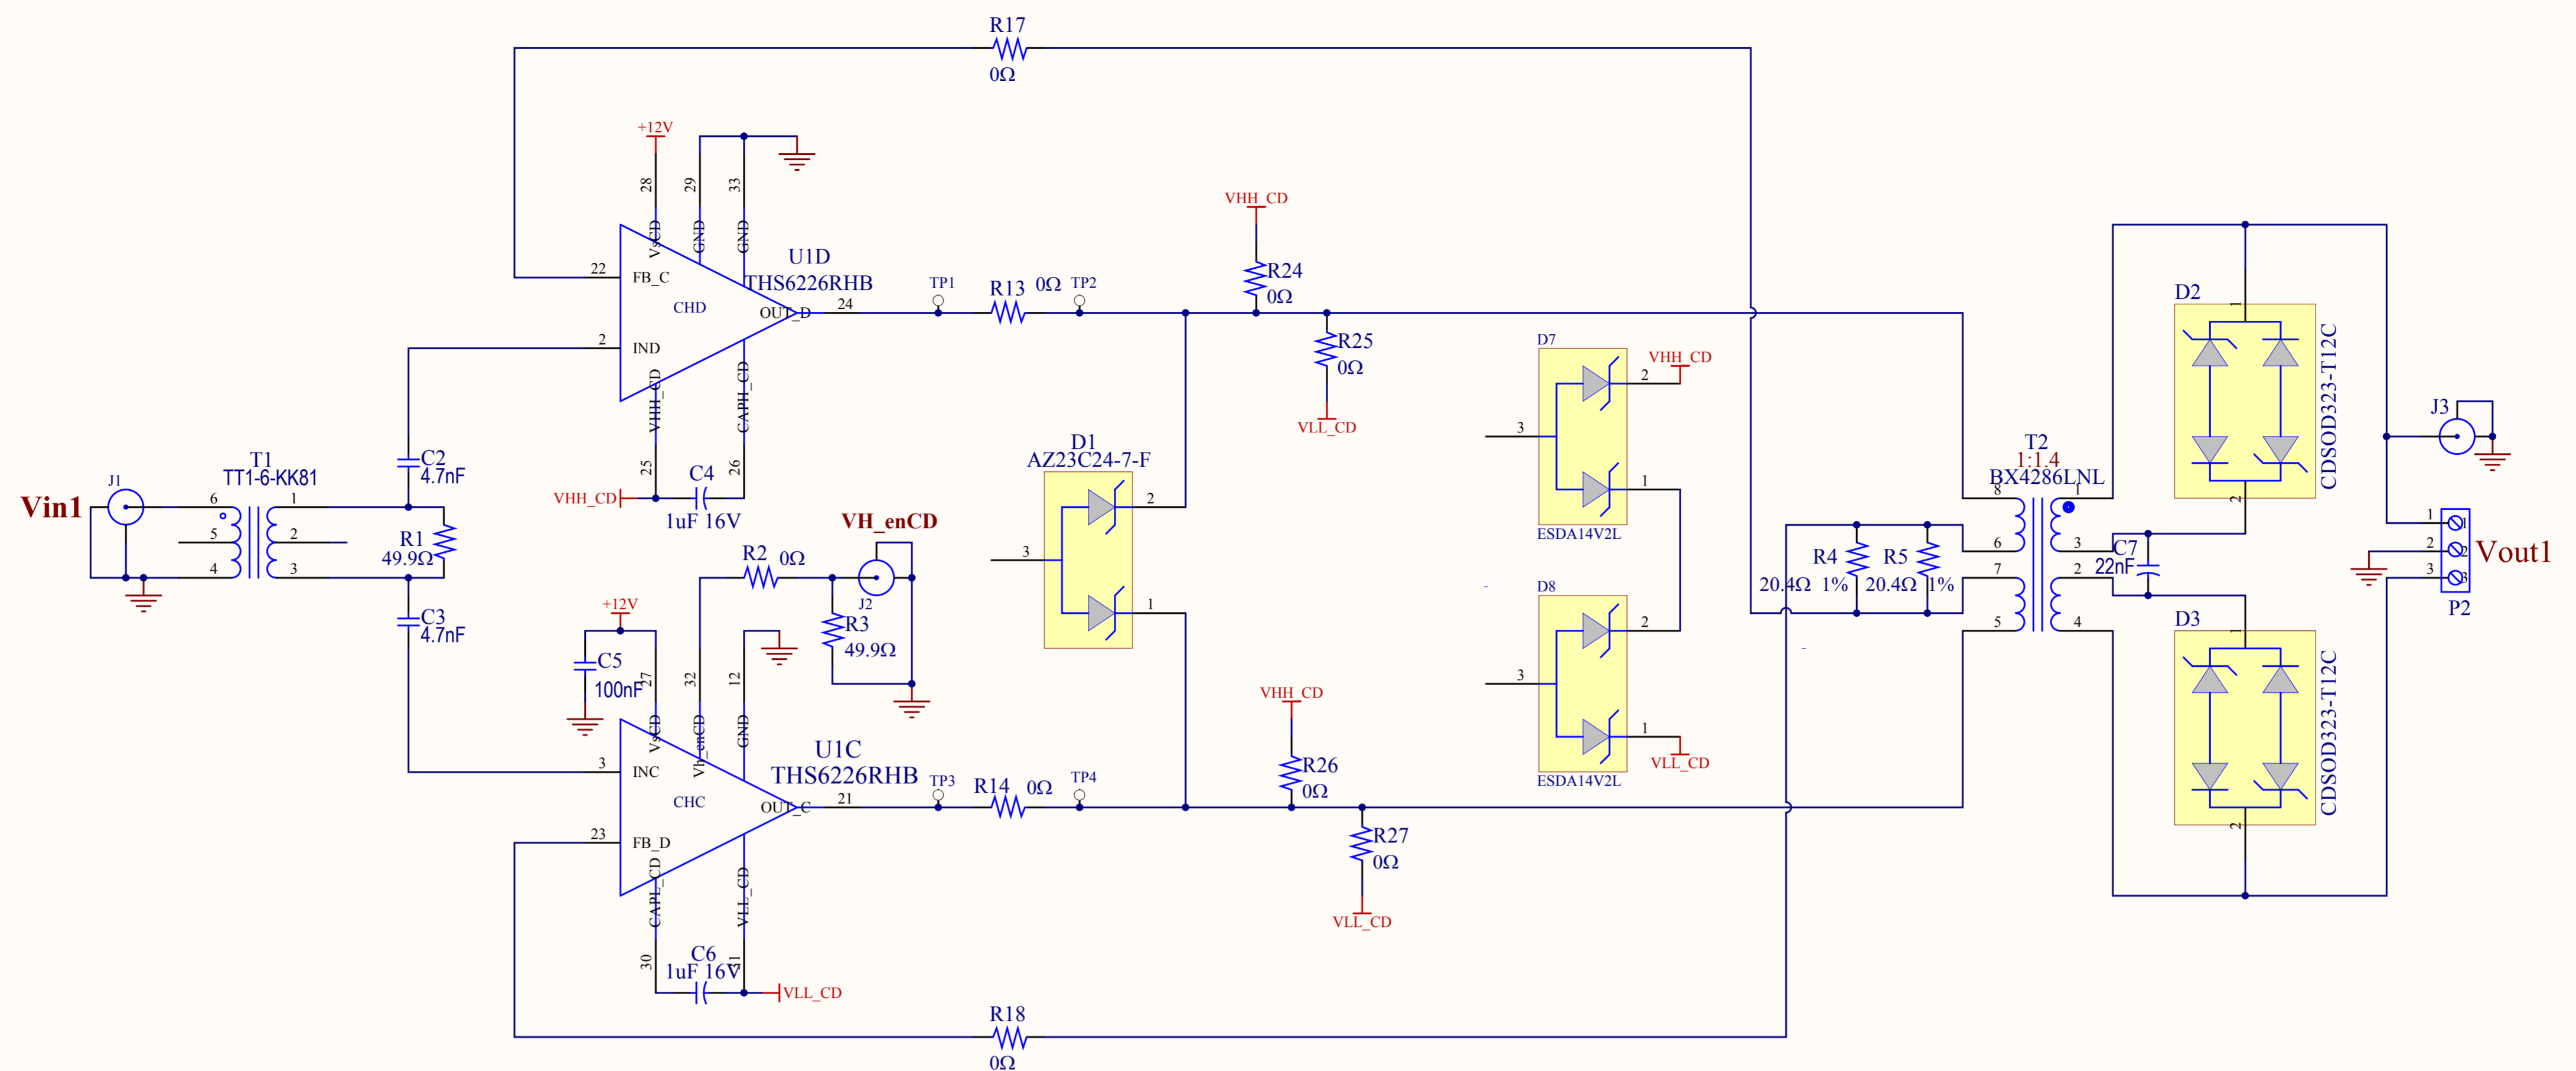 R17
0Ω
+12V
28
29
33
VsCD
GND
GND
U1D
THS6226RHB
22
FB_C
CHD
OUT_D
24
2
IND
VHH_CD
CAPH_CD
25
26
VHH_CD
C4
1uF 16V
TP1
R13
0Ω
TP2
VHH_CD
R24
0Ω
R25
0Ω
VLL_CD
D1
AZ23C24-7-F
2
3
1
D7
VHH_CD
2
3
1
ESDA14V2L
D8
2
3
1
VLL_CD
ESDA14V2L
Vin1
J1
T1
TT1-6-KK81
6
1
5
2
4
3
C2
4.7nF
R1
49.9Ω
C3
4.7nF
VH_enCD
R2
0Ω
J2
R3
49.9Ω
+12V
C5
100nF
27
32
12
VsCD
Vh_enCD
GND
U1C
THS6226RHB
3
INC
CHC
OUT_C
21
23
FB_D
CAPL_CD
VLL_CD
30
31
C6
1uF 16V
VLL_CD
TP3
R14
0Ω
TP4
VHH_CD
R26
0Ω
R27
0Ω
VLL_CD
R18
0Ω
R4
20.4Ω 1%
R5
20.4Ω 1%
T2
1:1.4
BX4286LNL
8
1
6
3
7
2
5
4
C7
22nF
D2
1
2
CDSOD323-T12C
D3
1
2
CDSOD323-T12C
J3
1
1
2
2
3
3
P2
Vout1